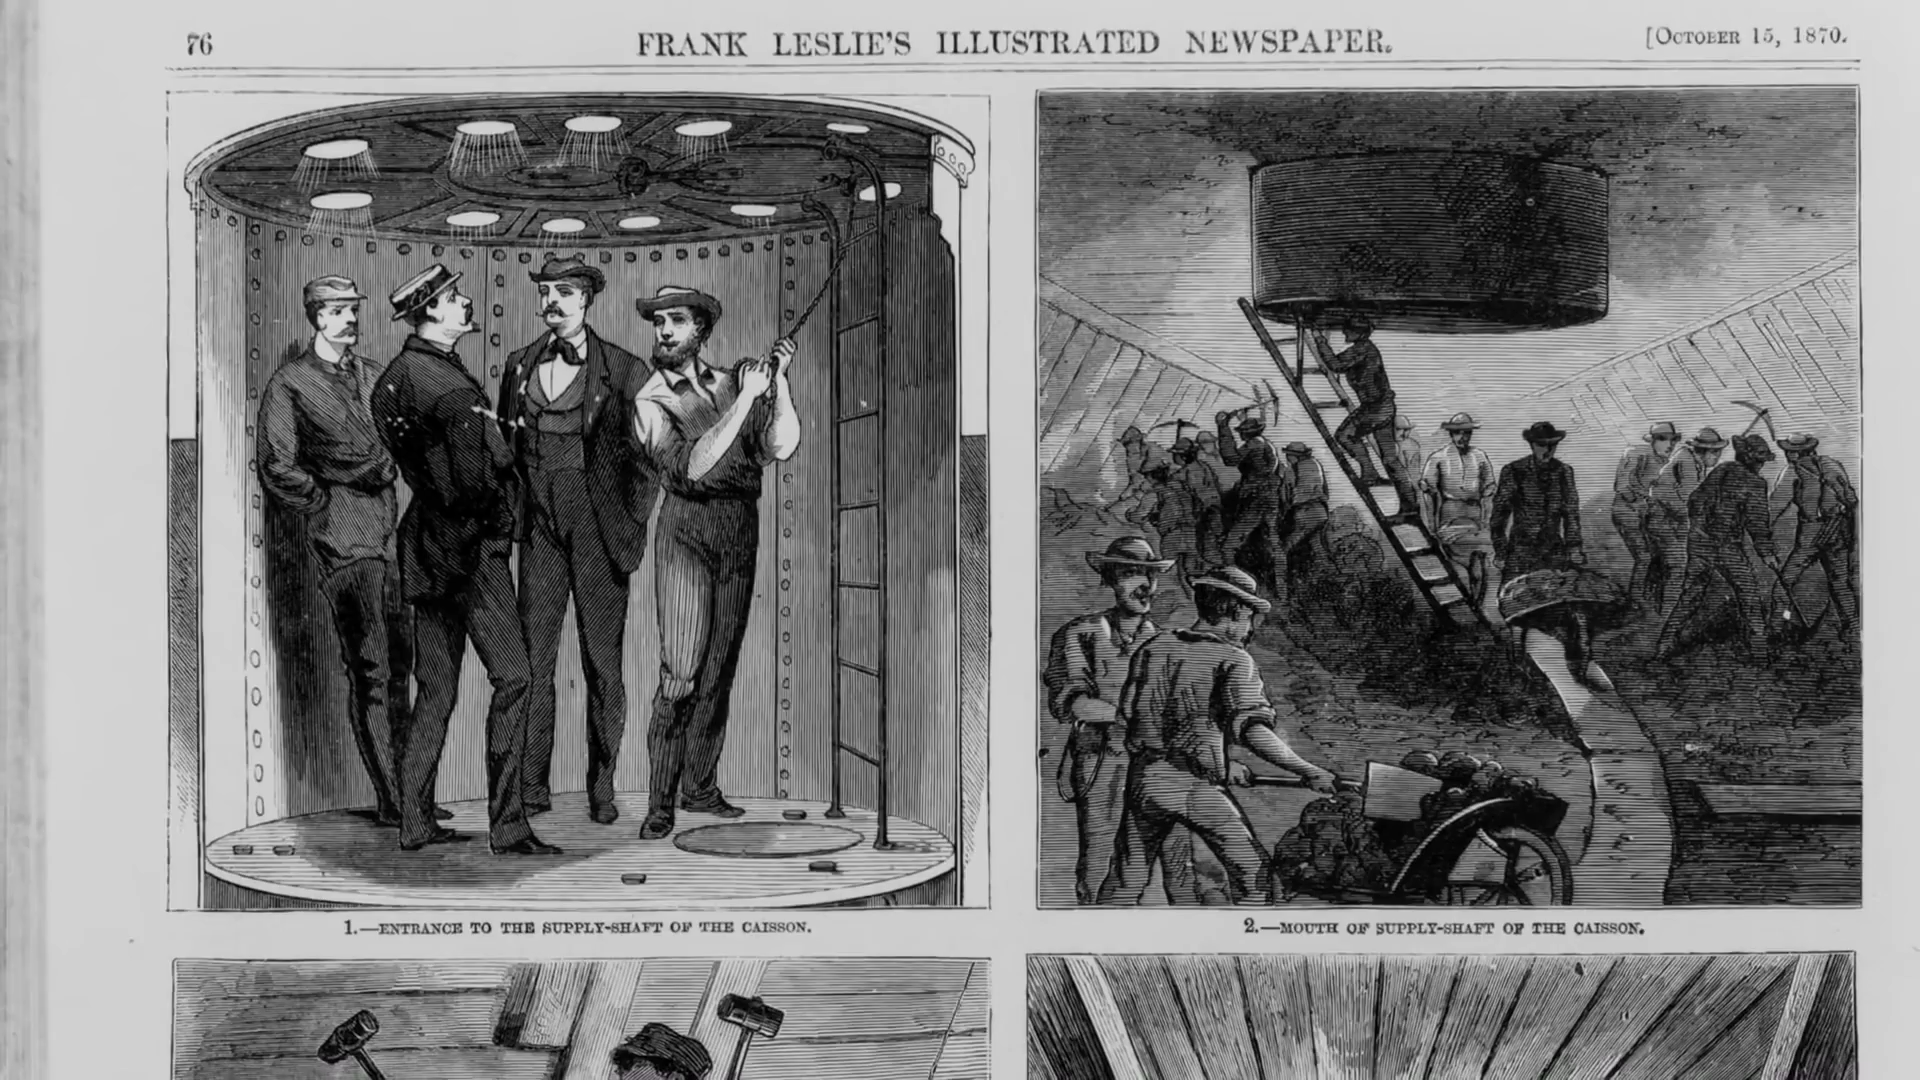 76
FRANK LESLIE'S ILLUSTRATED NEWSPAPER.
[OCTOBER 15, 1870.
1.—ENTRANCE TO THE SUPPLY-SHAFT OF THE CAISSON.
2.—MOUTH OF SUPPLY-SHAFT OF THE CAISSON.